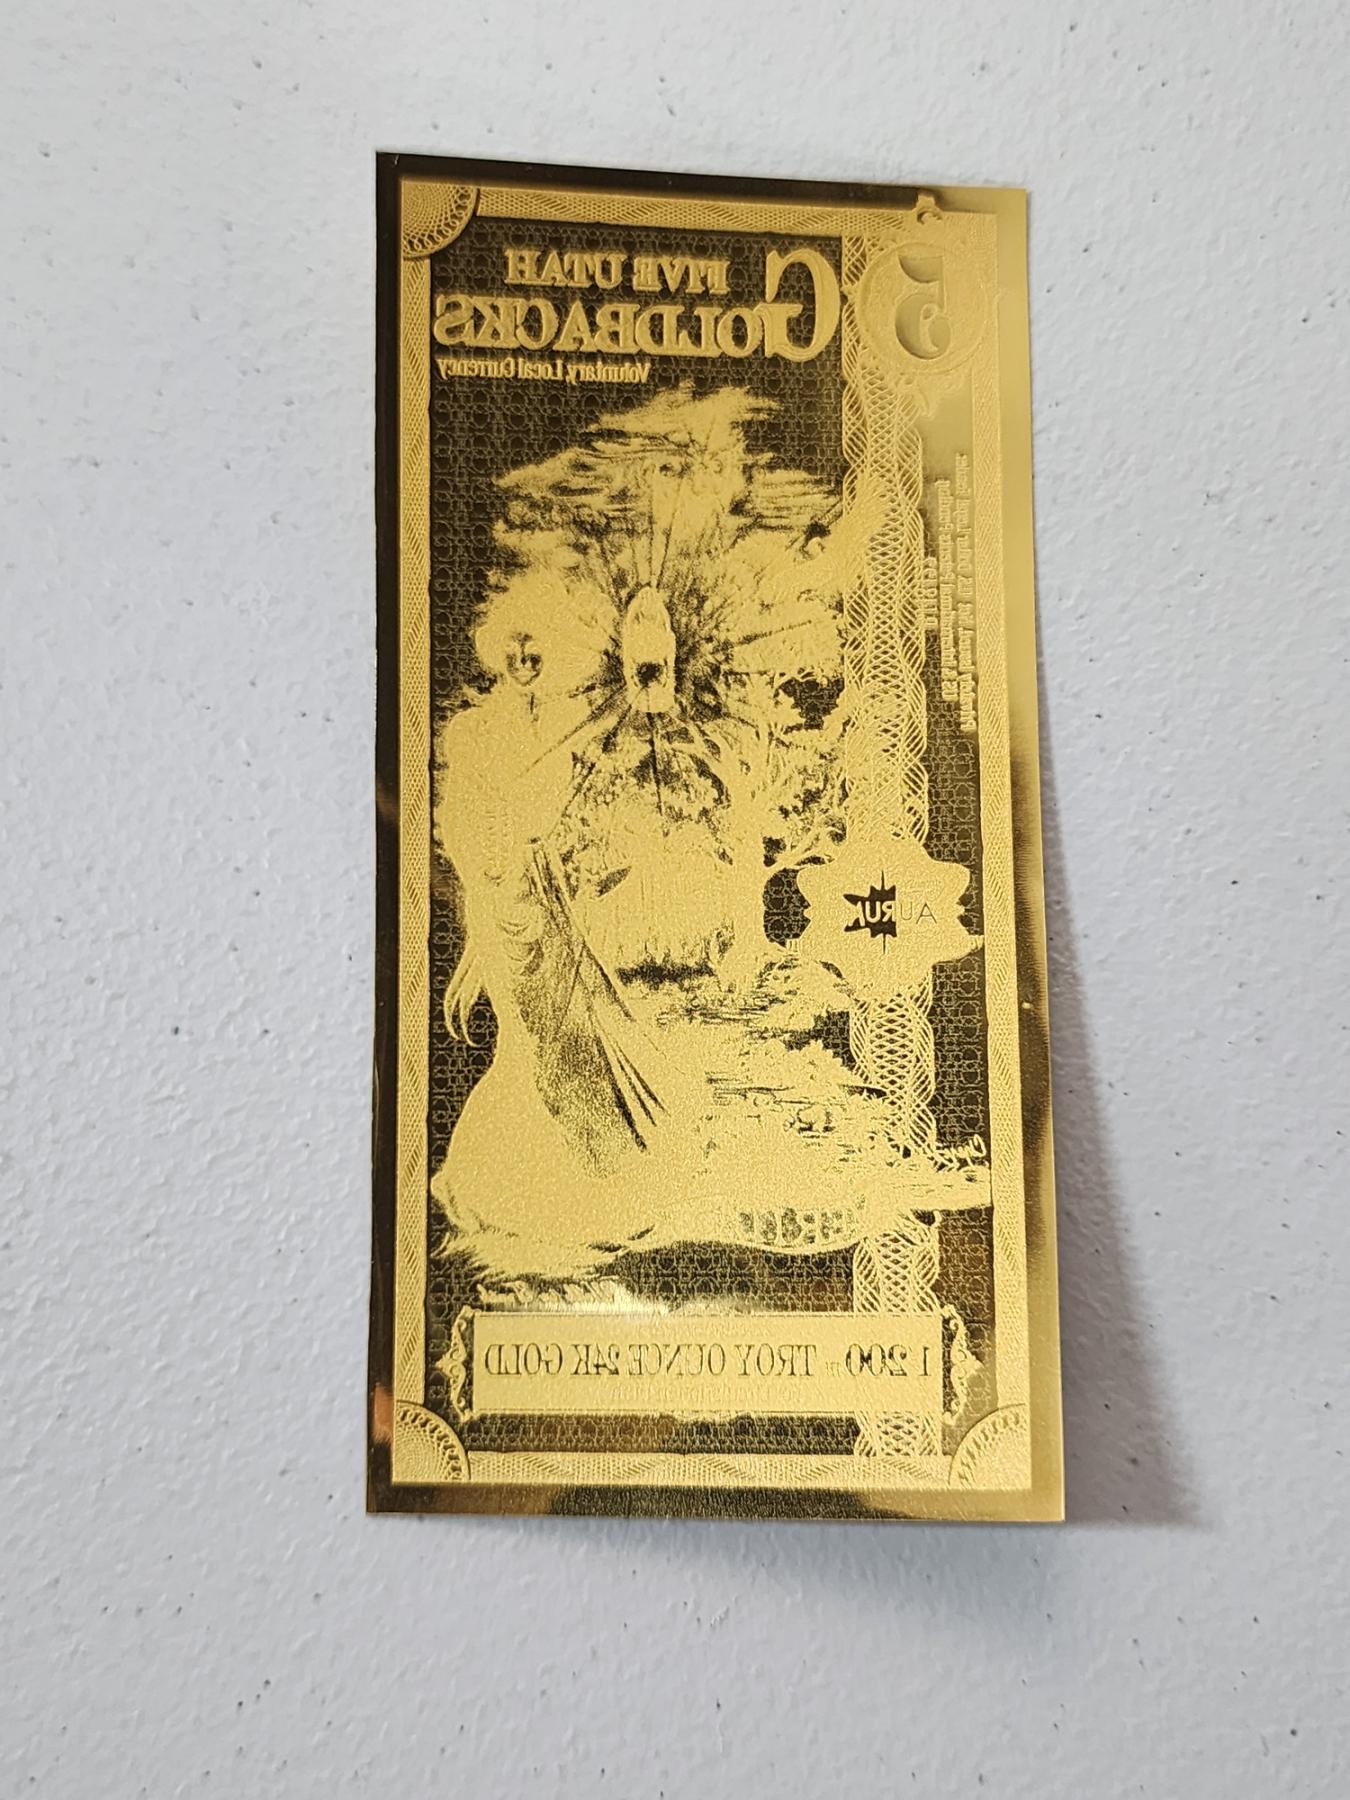 5
FIVE UTAH
GOLDBACKS
Voluntary Local Currency
AURUM
1/200TH TROY OUNCE 24K GOLD